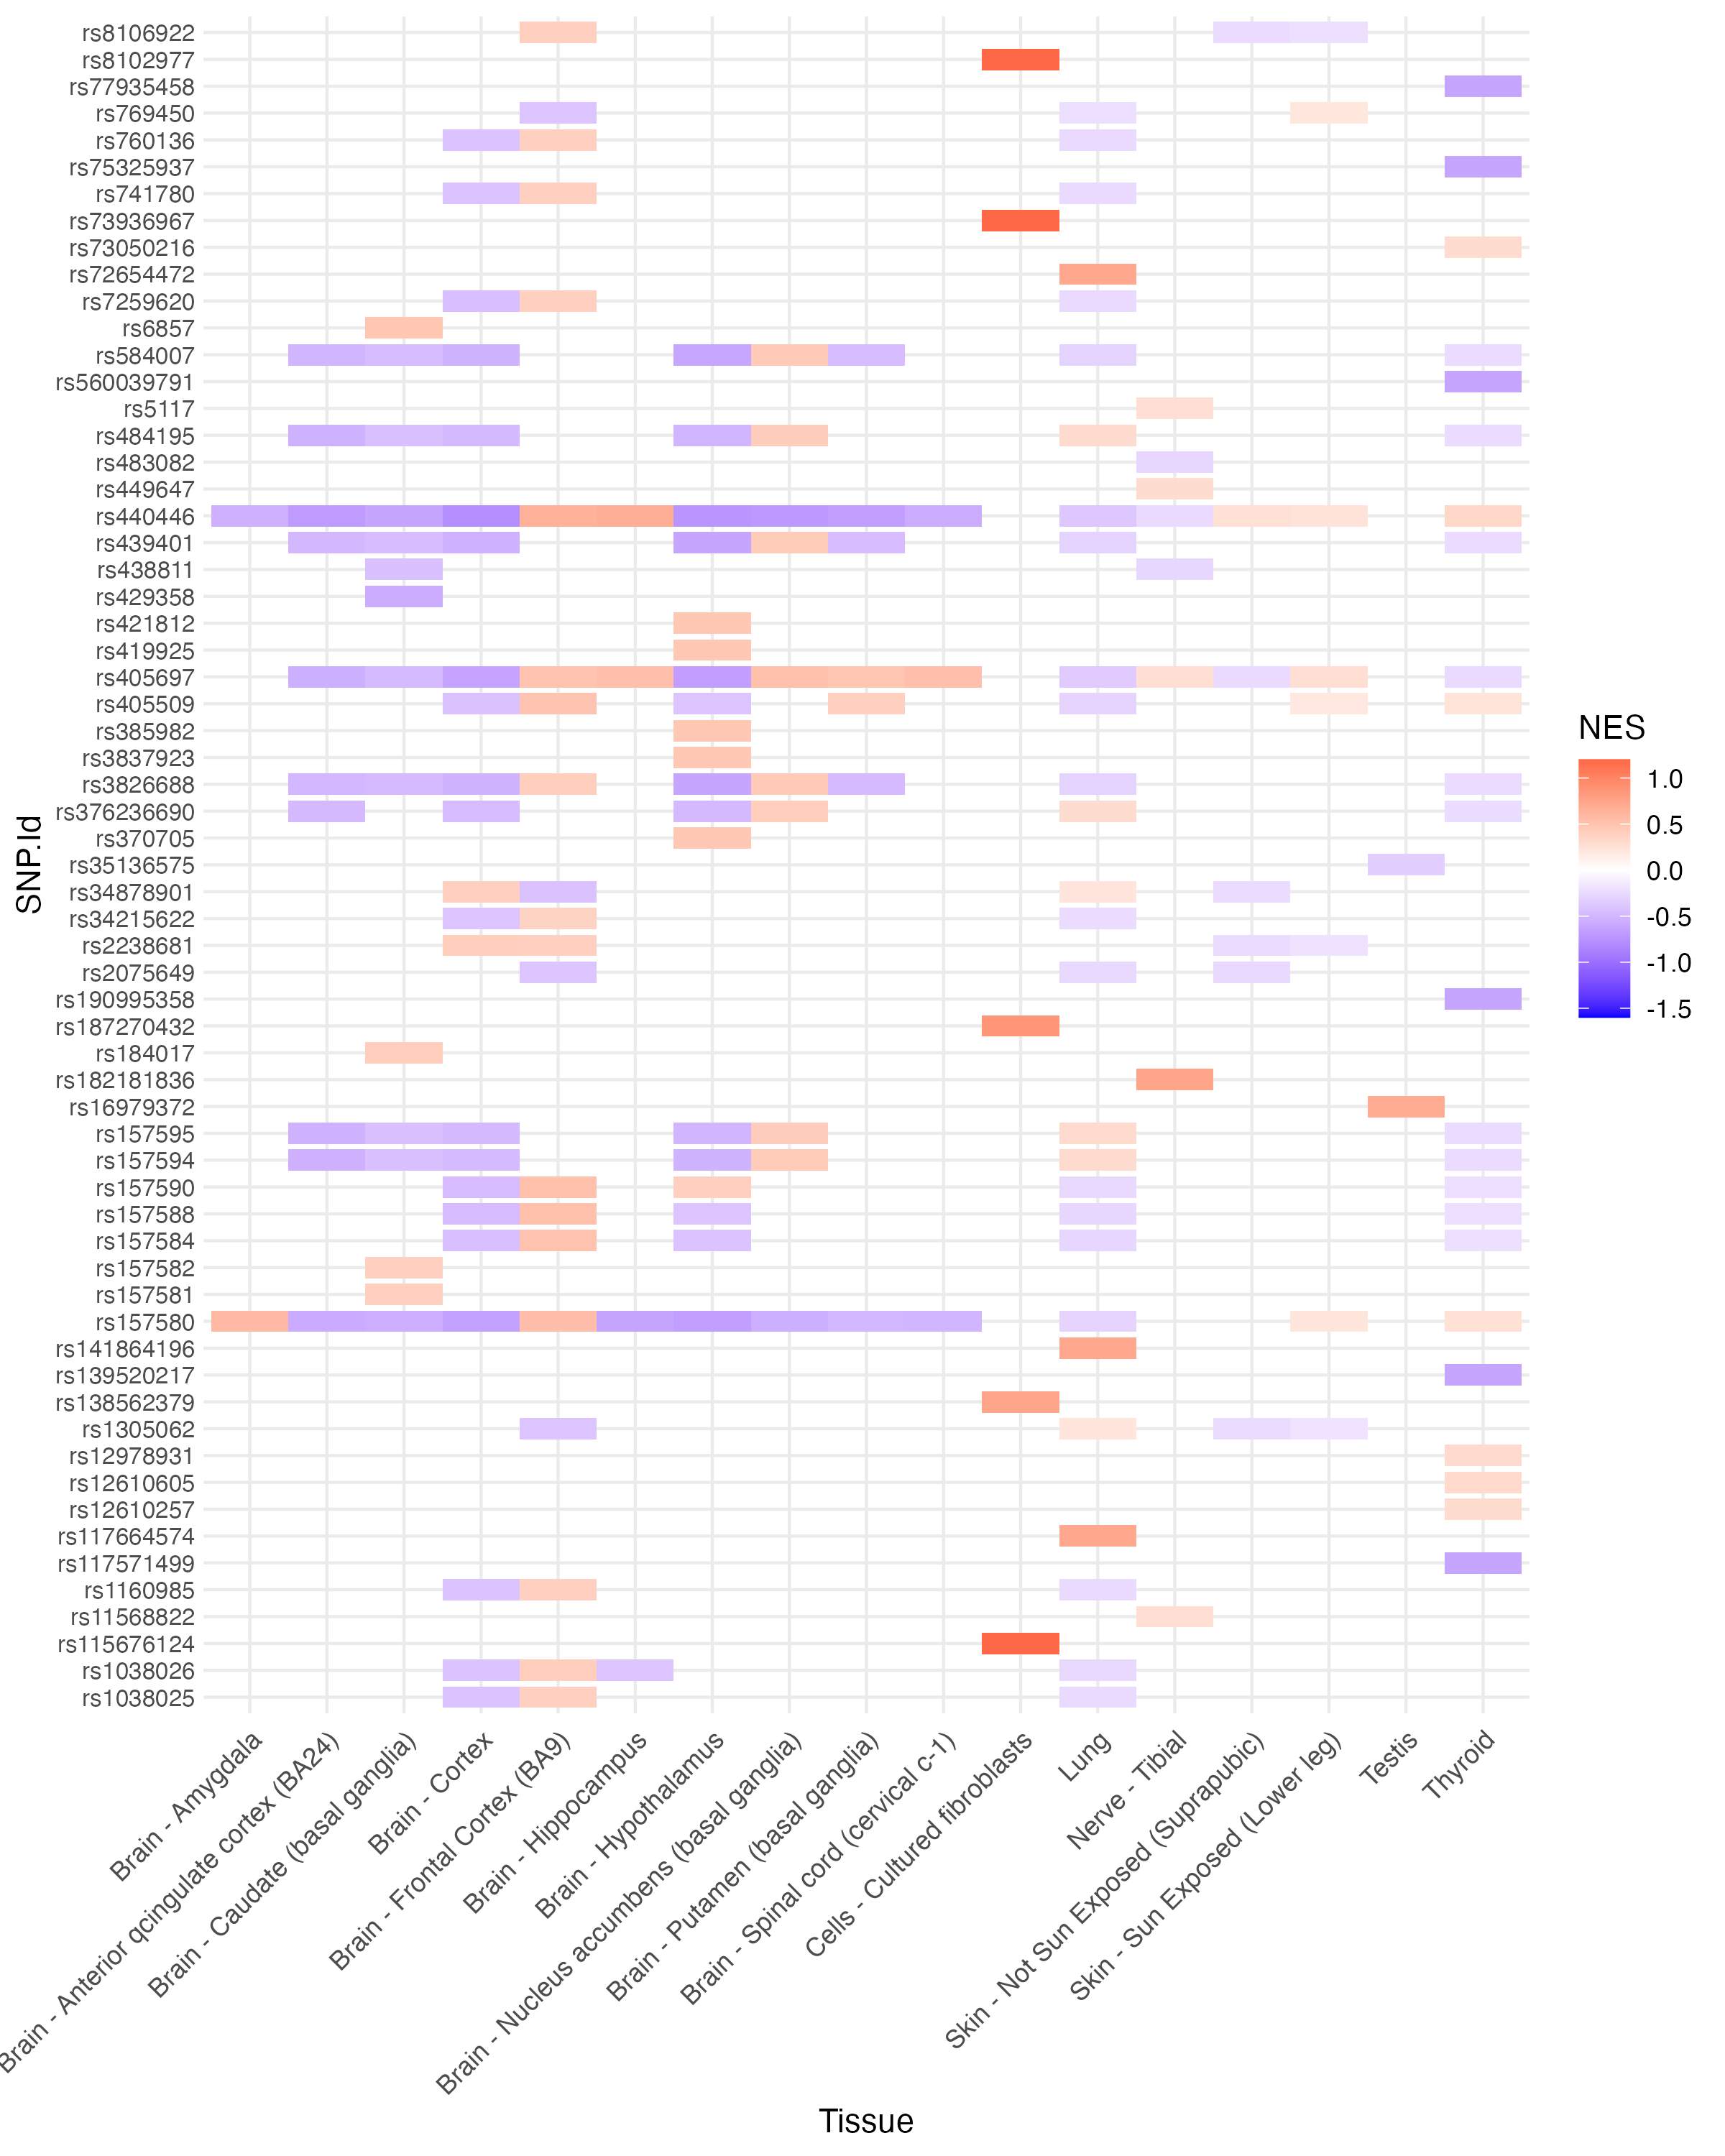 SNP.Id
rs8106922
rs8102977
rs77935458
rs769450
rs760136
rs75325937
rs741780
rs73936967
rs73050216
rs72654472
rs7259620
rs6857
rs584007
rs560039791
rs5117
rs484195
rs483082
rs449647
rs440446
rs439401
rs438811
rs429358
rs421812
rs419925
rs405697
rs405509
rs385982
rs3837923
rs3826688
rs376236690
rs370705
rs35136575
rs34878901
rs34215622
rs2238681
rs2075649
rs190995358
rs187270432
rs184017
rs182181836
rs16979372
rs157595
rs157594
rs157590
rs157588
rs157584
rs157582
rs157581
rs157580
rs141864196
rs139520217
rs138562379
rs1305062
rs12978931
rs12610605
rs12610257
rs117664574
rs117571499
rs1160985
rs11568822
rs115676124
rs1038026
rs1038025
Brain - Amygdala
Brain - Anterior qcingulate cortex (BA24)
Brain - Caudate (basal ganglia)
Brain - Cortex
Brain - Frontal Cortex (BA9)
Brain - Hippocampus
Brain - Hypothalamus
Brain - Nucleus accumbens (basal ganglia)
Brain - Putamen (basal ganglia)
Brain - Spinal cord (cervical c-1)
Cells - Cultured fibroblasts
Lung
Nerve - Tibial
Skin - Not Sun Exposed (Suprapubic)
Skin - Sun Exposed (Lower leg)
Testis
Thyroid
Tissue
NES
1.0
0.5
0.0
-0.5
-1.0
-1.5